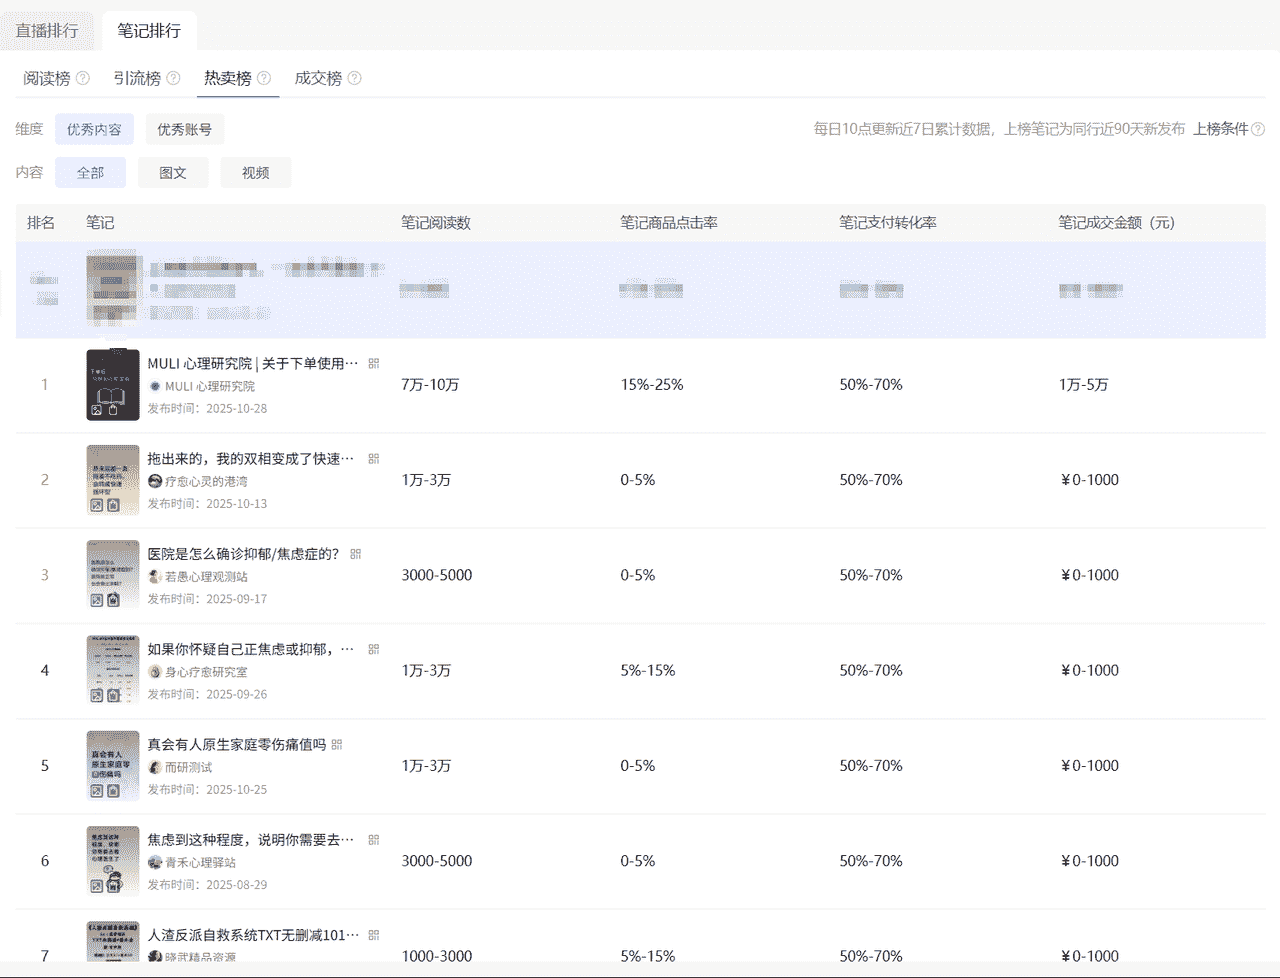 直播排行 笔记排行
阅读榜 引流榜 热卖榜 成交榜
维度 优秀内容 优秀账号 每日10点更新近7日累计数据，上榜笔记为同行近90天新发布 上榜条件
内容 全部 图文 视频
排名 笔记 笔记阅读数 笔记商品点击率 笔记支付转化率 笔记成交金额（元）
MULI 心理研究院 | 关于下单使用…
1 MULI 心理研究院 7万-10万 15%-25% 50%-70% 1万-5万
发布时间：2025-10-28
拖出来的，我的双相变成了快速…
2 疗愈心灵的港湾 1万-3万 0-5% 50%-70% ¥0-1000
发布时间：2025-10-13
医院是怎么确诊抑郁/焦虑症的？
3 若愚心理观测站 3000-5000 0-5% 50%-70% ¥0-1000
发布时间：2025-09-17
如果你怀疑自己正焦虑或抑郁，…
4 身心疗愈研究室 1万-3万 5%-15% 50%-70% ¥0-1000
发布时间：2025-09-26
真会有人原生家庭零伤痛值吗
真会有人
原生家庭零
伤痛吗
5 而研测试 1万-3万 0-5% 50%-70% ¥0-1000
发布时间：2025-10-25
焦虑到这种程度，说明你需要去…
6 青禾心理驿站 3000-5000 0-5% 50%-70% ¥0-1000
发布时间：2025-08-29
人渣反派自救系统TXT无删减101…
7 晓武精品资源 1000-3000 5%-15% 50%-70% ¥0-1000